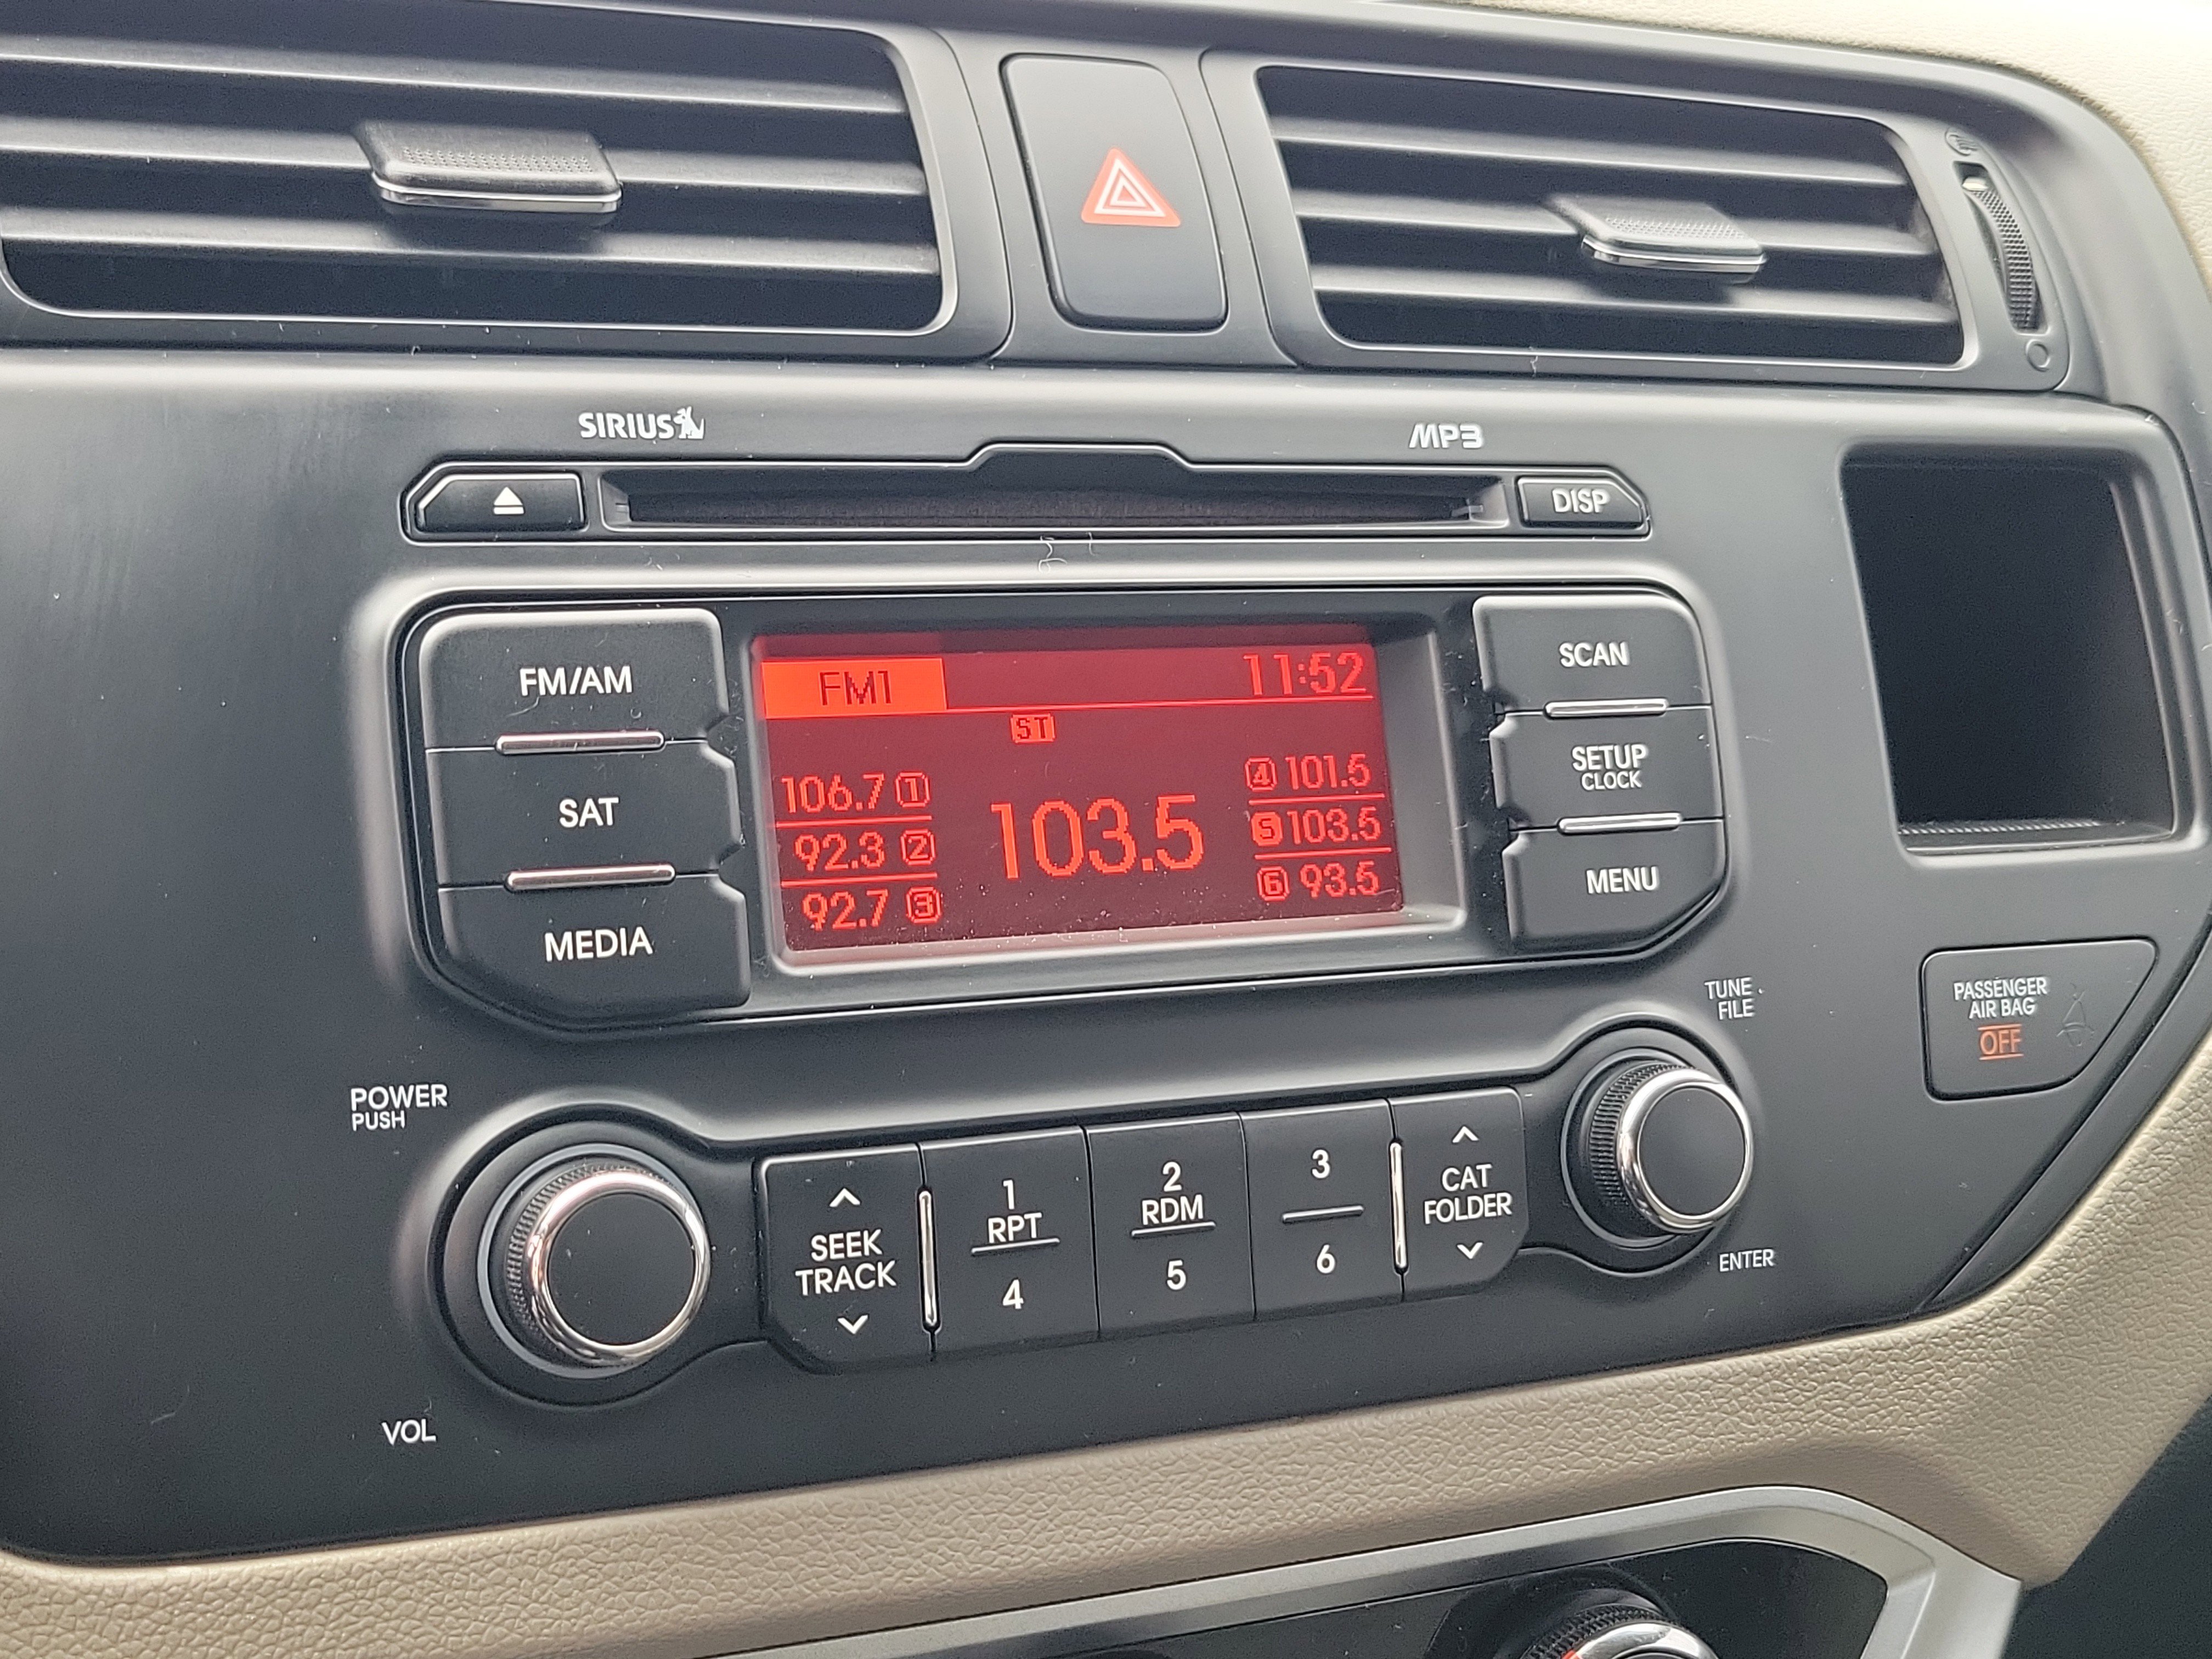 SIRIUS
MP3
DISP
FM/AM
SAT
MEDIA
FM1
11:52
ST
106.7 1
92.3 2
92.7 3
103.5
4 101.5
5 103.5
6 93.5
SCAN
SETUP
CLOCK
MENU
PASSENGER
AIR BAG
OFF
TUNE
FILE
POWER
PUSH
VOL
SEEK
TRACK
1
RPT
4
2
RDM
5
3
6
CAT
FOLDER
ENTER